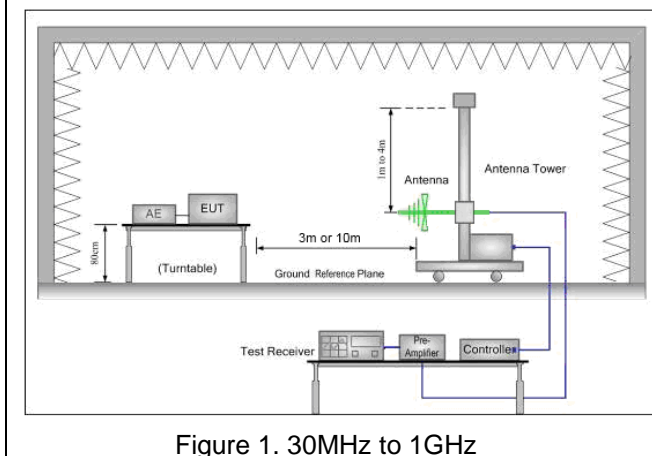 1m to 4m
Antenna Tower
Antenna
AE
EUT
3m or 10m
80cm
(Turntable)
Ground Reference Plane
Test Receiver
Pre-
Amplifier
Controller
Figure 1. 30MHz to 1GHz